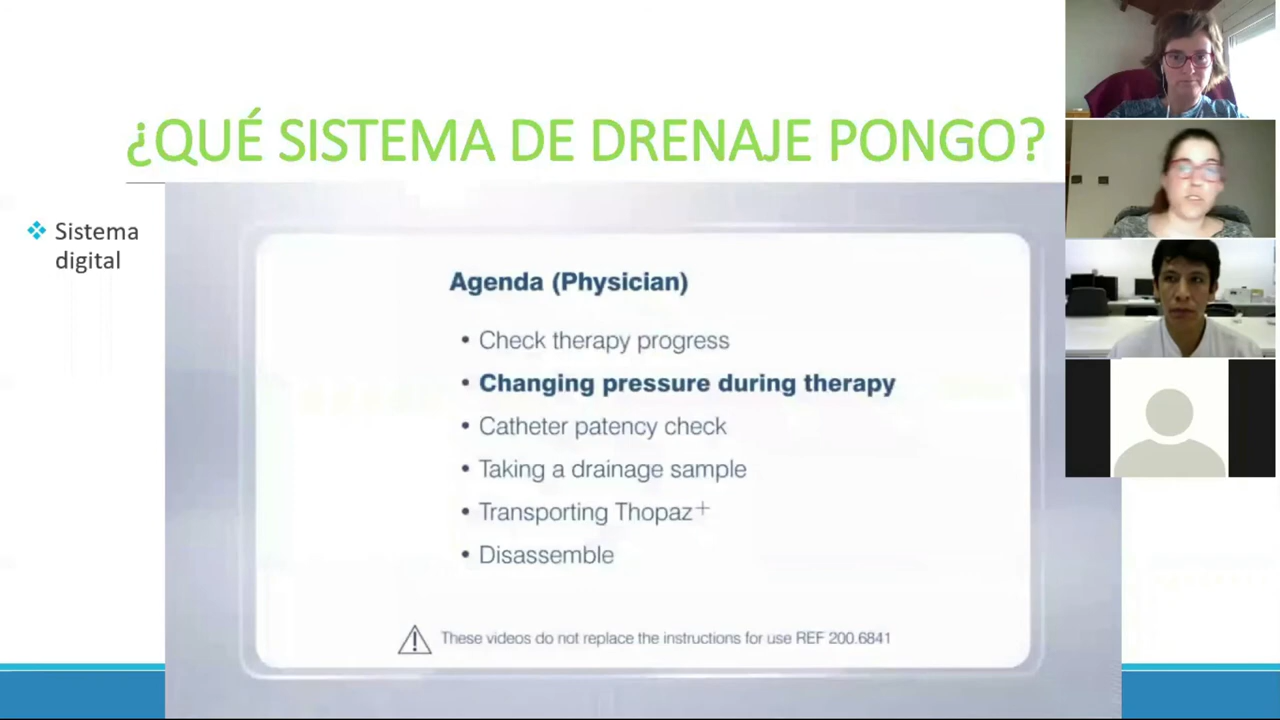 ¿QUÉ SISTEMA DE DRENAJE PONGO?
Sistema
digital
Agenda (Physician)
• Check therapy progress
• Changing pressure during therapy
• Catheter patency check
• Taking a drainage sample
• Transporting Thopaz+
• Disassemble
These videos do not replace the instructions for use REF 200.6841